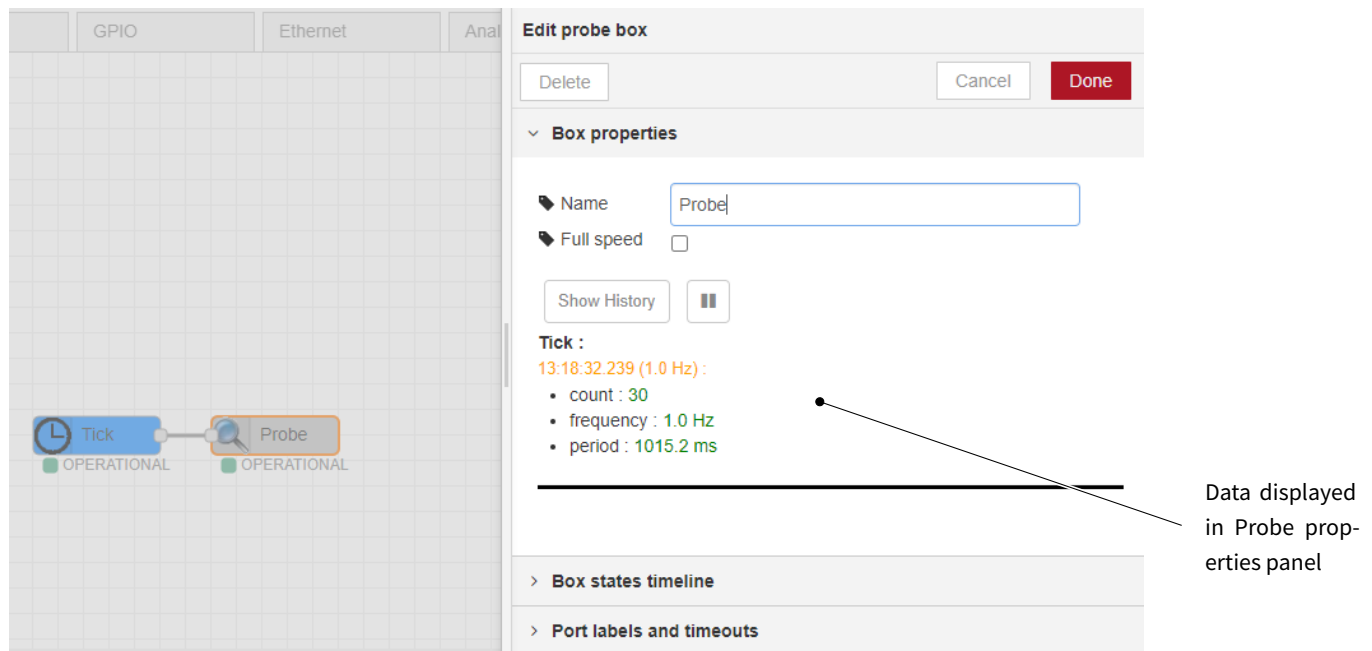 GPIO
Ethernet
Anal
Edit probe box
Delete
Cancel
Done
Box properties
Name
Probe
Full speed
Show History
Tick :
13:18:32.239 (1.0 Hz) :
• count : 30
• frequency : 1.0 Hz
• period : 1015.2 ms
Tick
Probe
OPERATIONAL
OPERATIONAL
Data displayed
in Probe prop-
erties panel
Box states timeline
Port labels and timeouts